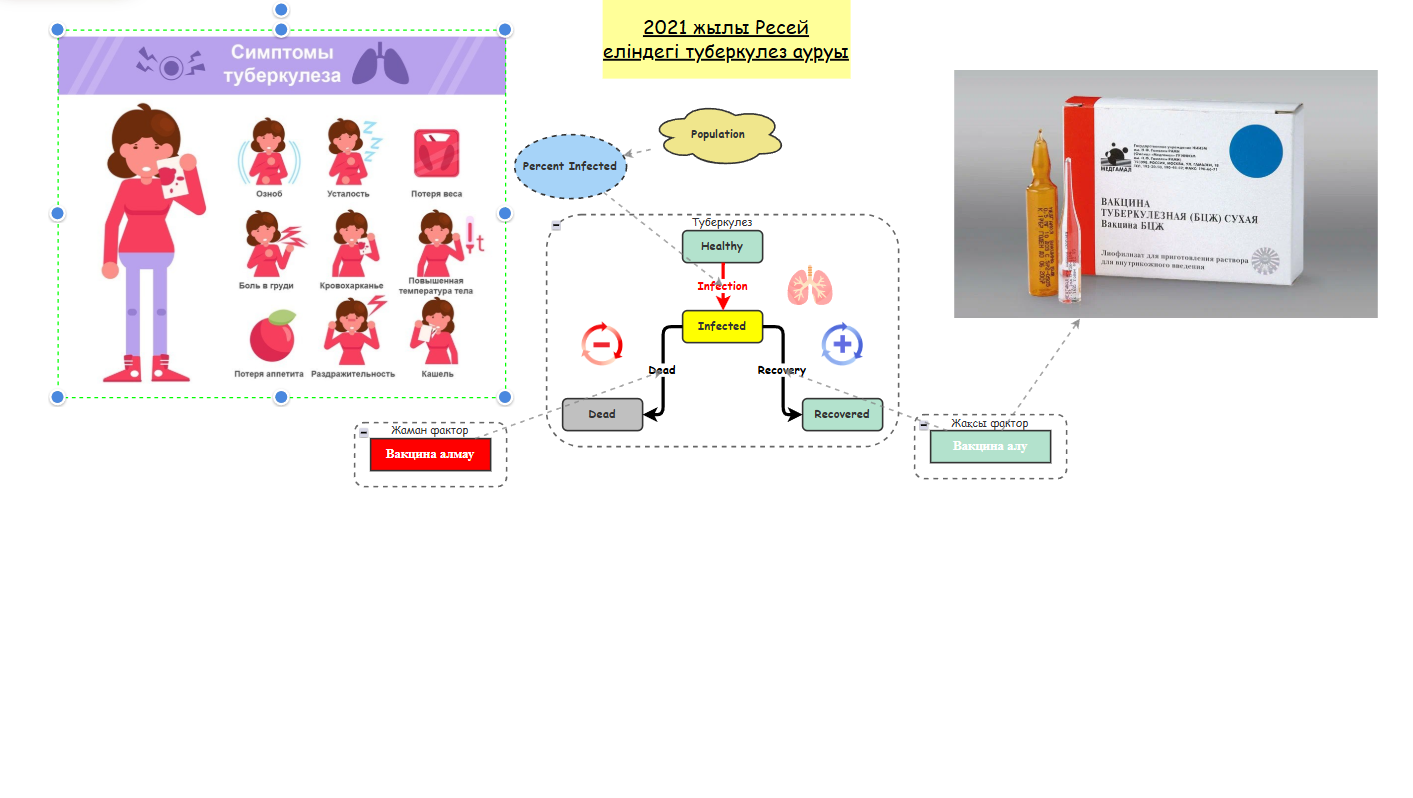 2021 жылы Ресей
еліндегі туберкулез ауруы
Симптомы
туберкулеза
Озноб
Усталость
Потеря веса
Боль в груди
Кровохарканье
Повышенная
температура тела
t
Потеря аппетита
Раздражительность
Кашель
Population
Percent Infected
Туберкулез
Healthy
Infection
Infected
Dead
Recovery
Dead
Recovered
Жаман фактор
Вакцина алмау
Жақсы фактор
Вакцина алу
МЕДГАМАЛ
ВАКЦИНА
ТУБЕРКУЛЕЗНАЯ (БЦЖ) СУХАЯ
Вакцина БЦЖ
Лиофилизат для приготовления раствора
для внутрикожного введения